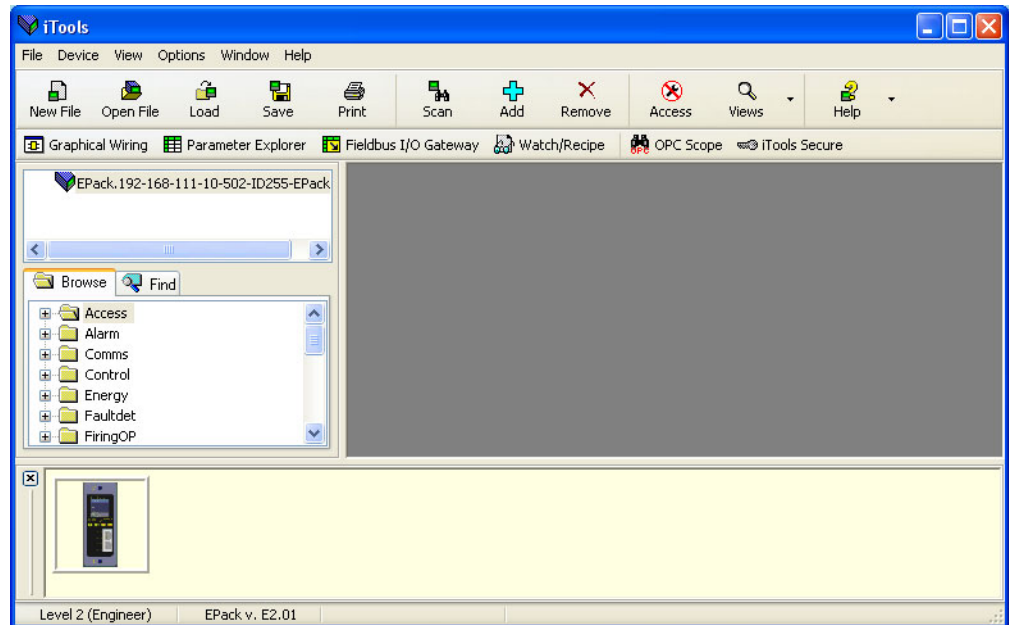 iTools
File Device View Options Window Help
New File Open File Load Save Print Scan Add Remove Access Views Help
Graphical Wiring Parameter Explorer Fieldbus I/O Gateway Watch/Recipe OPC Scope iTools Secure
EPack.192-168-111-10-502-ID255-EPack
Browse Find
Access
Alarm
Comms
Control
Energy
Faultdet
FiringOP
Level 2 (Engineer) EPack v. E2.01